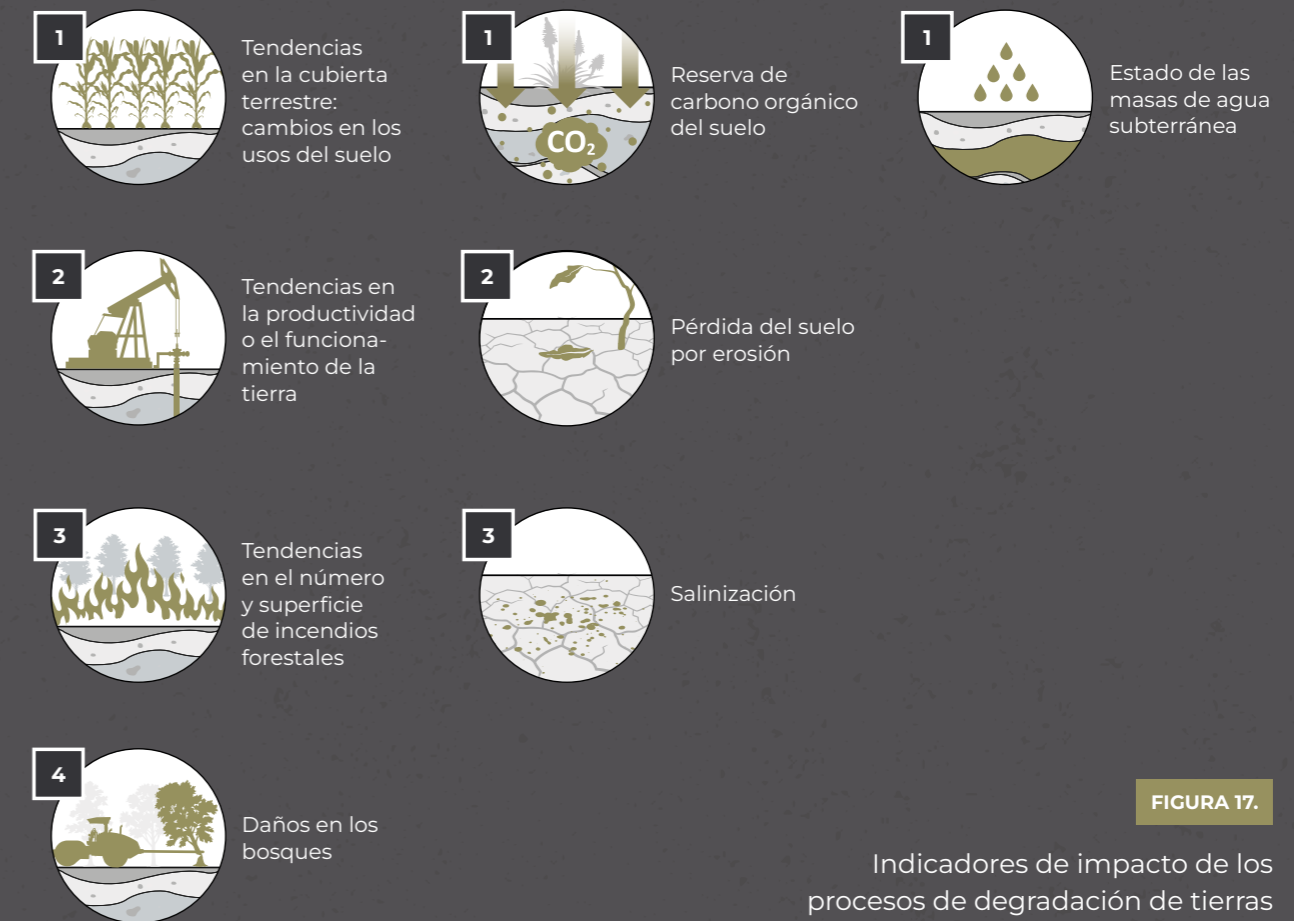 1
Tendencias
en la cubierta
terrestre:
cambios en los
usos del suelo
2
Tendencias en
la productividad
o el funciona-
miento de la
tierra
3
Tendencias
en el número
y superficie
de incendios
forestales
4
Daños en los
bosques
1
CO₂
Reserva de
carbono orgánico
del suelo
2
Pérdida del suelo
por erosión
3
Salinización
1
Estado de las
masas de agua
subterránea
FIGURA 17.
Indicadores de impacto de los
procesos de degradación de tierras